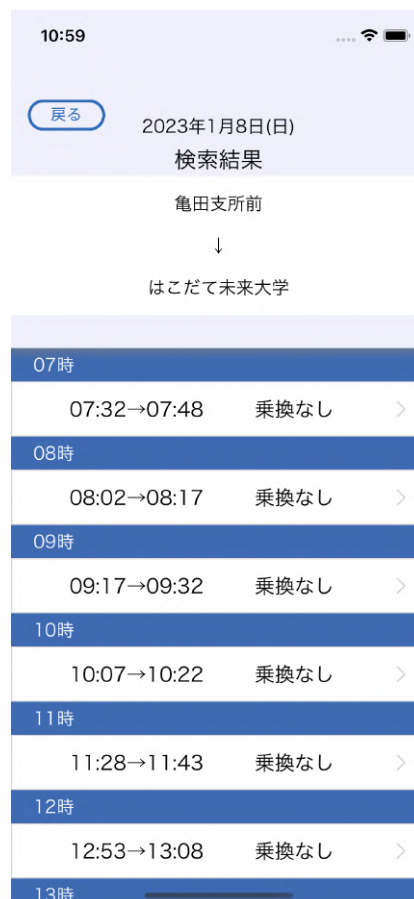 10:59
戻る
2023年1月8日(日)
検索結果
亀田支所前
↓
はこだて未来大学
07時
07:32→07:48 乗換なし
08時
08:02→08:17 乗換なし
09時
09:17→09:32 乗換なし
10時
10:07→10:22 乗換なし
11時
11:28→11:43 乗換なし
12時
12:53→13:08 乗換なし
13時